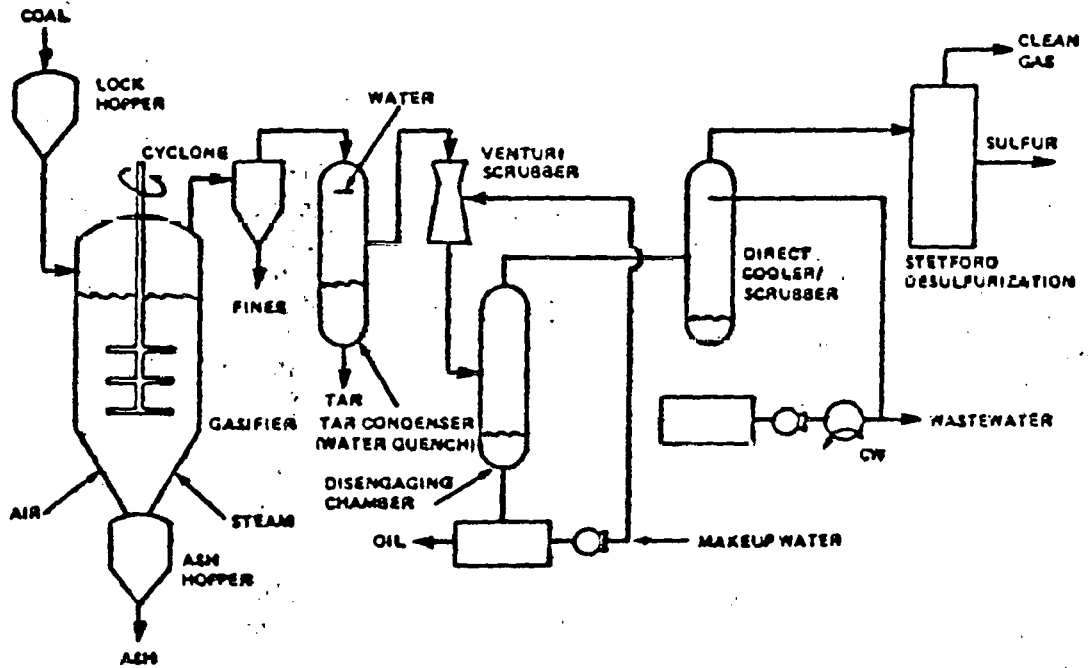 COAL
LOCK
HOPPER
CYCLONE
WATER
VENTURI
SCRUBBER
CLEAN
GAS
SULFUR
DIRECT
COOLER/
SCRUBBER
STETFORD
DESULFURIZATION
FINES
TAR
TAR CONDENSER
(WATER QUENCH)
GASIFIER
WASTEWATER
CW
DISENGAGING
CHAMBER
AIR
STEAM
OIL
MAKEUP WATER
ASH
HOPPER
ASH